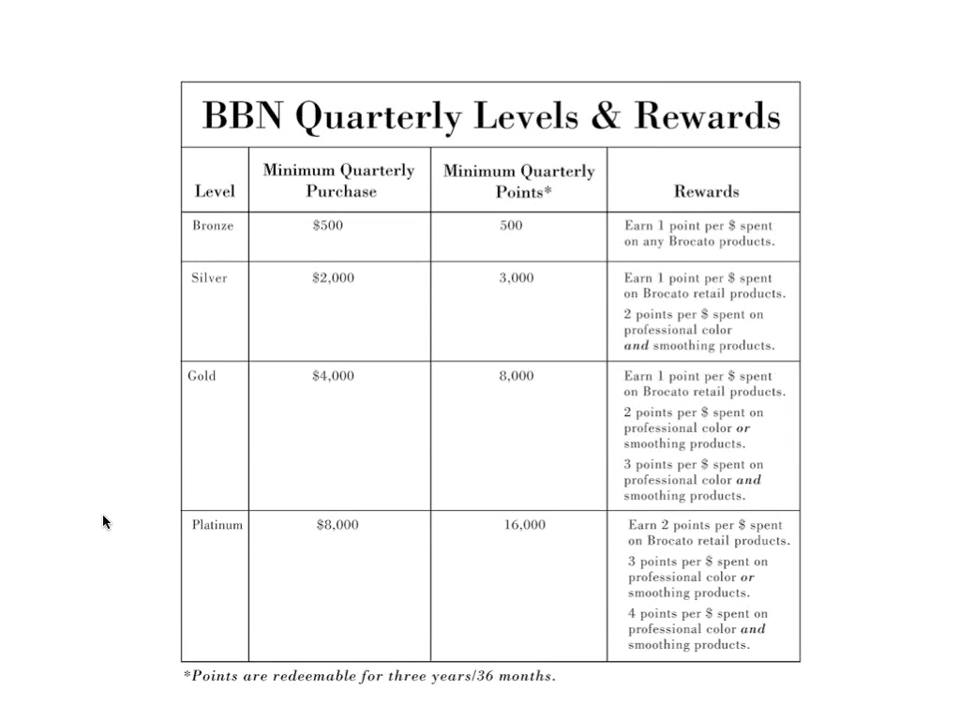 BBN Quarterly Levels & Rewards
Level
Minimum Quarterly
Purchase
Minimum Quarterly
Points*
Rewards
Bronze
$500
500
Earn 1 point per $ spent
on any Brocato products.
Silver
$2,000
3,000
Earn 1 point per $ spent
on Brocato retail products.
2 points per $ spent on
professional color
and smoothing products.
Gold
$4,000
8,000
Earn 1 point per $ spent
on Brocato retail products.
2 points per $ spent on
professional color or
smoothing products.
3 points per $ spent on
professional color and
smoothing products.
Platinum
$8,000
16,000
Earn 2 points per $ spent
on Brocato retail products.
3 points per $ spent on
professional color or
smoothing products.
4 points per $ spent on
professional color and
smoothing products.
*Points are redeemable for three years/36 months.